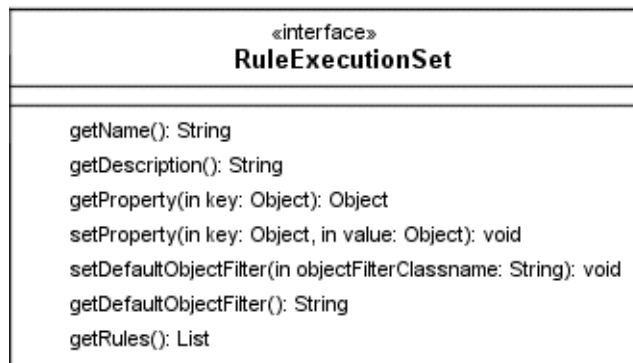 «interface»
RuleExecutionSet
getName(): String
getDescription(): String
getProperty(in key: Object): Object
setProperty(in key: Object, in value: Object): void
setDefaultObjectFilter(in objectFilterClassname: String): void
getDefaultObjectFilter(): String
getRules(): List